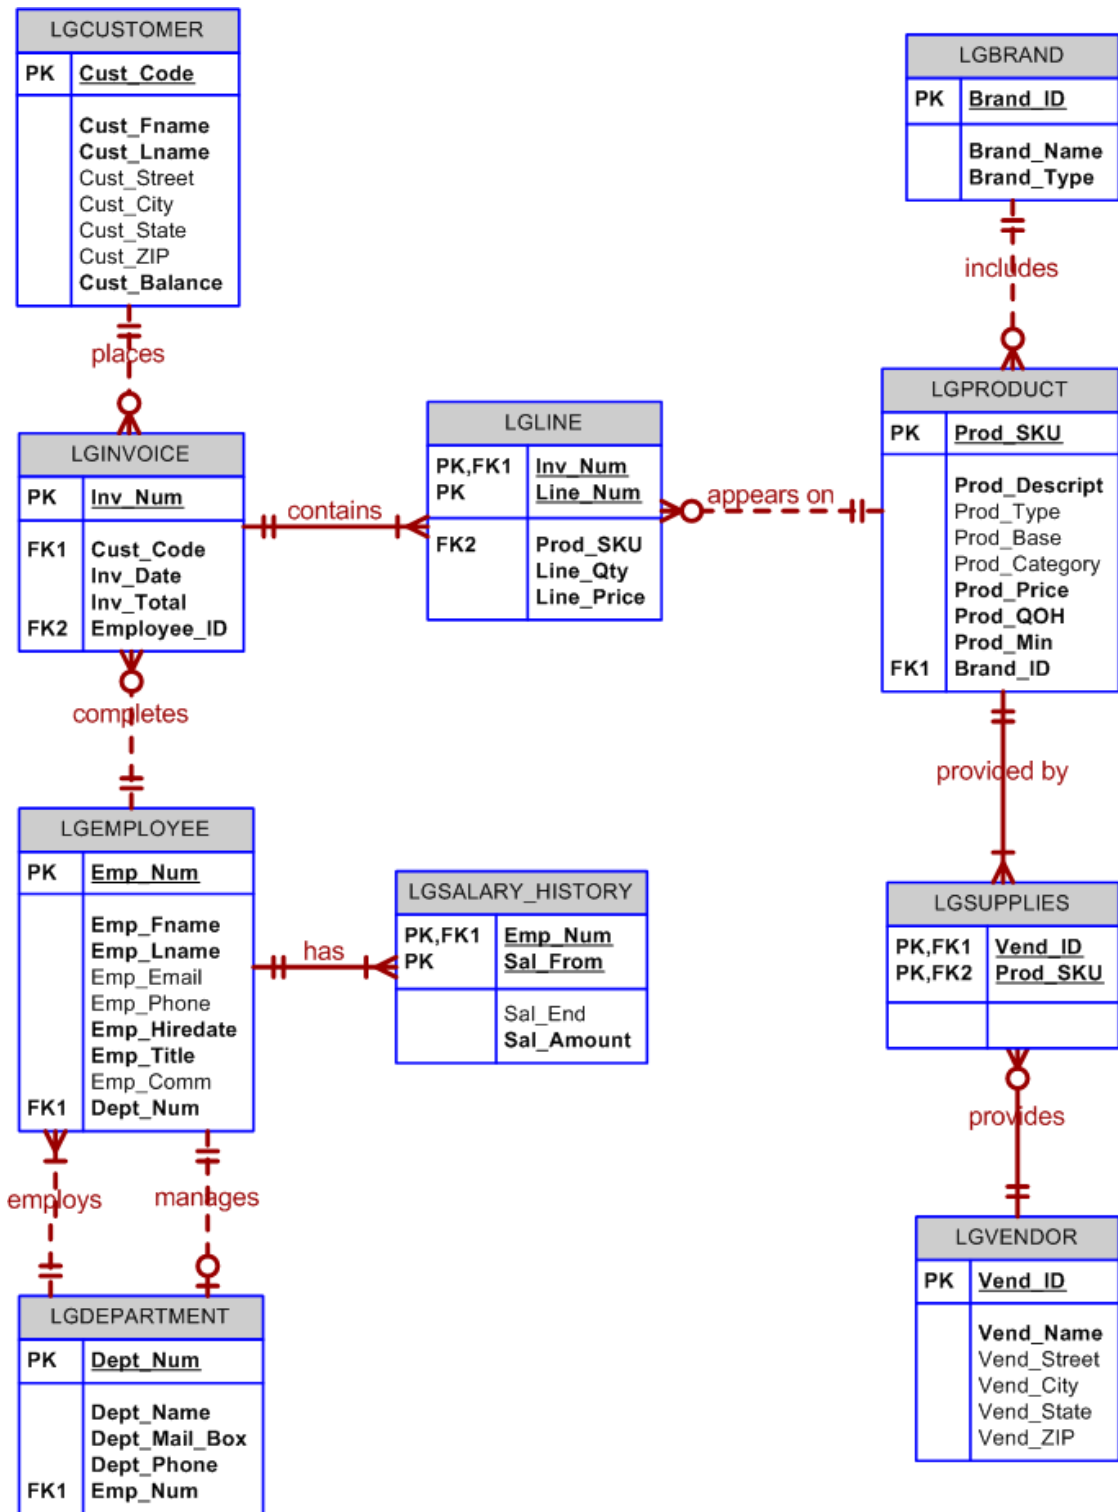 LGCUSTOMER
PK Cust_Code
Cust_Fname
Cust_Lname
Cust_Street
Cust_City
Cust_State
Cust_ZIP
Cust_Balance
places
LGINVOICE
PK Inv_Num
FK1 Cust_Code
Inv_Date
Inv_Total
FK2 Employee_ID
contains
LGLINE
PK,FK1 Inv_Num
PK Line_Num
FK2 Prod_SKU
Line_Qty
Line_Price
appears on
LGBRAND
PK Brand_ID
Brand_Name
Brand_Type
includes
LGPRODUCT
PK Prod_SKU
Prod_Descript
Prod_Type
Prod_Base
Prod_Category
Prod_Price
Prod_QOH
Prod_Min
FK1 Brand_ID
provided by
completes
LGEMPLOYEE
PK Emp_Num
Emp_Fname
Emp_Lname
Emp_Email
Emp_Phone
Emp_Hiredate
Emp_Title
Emp_Comm
FK1 Dept_Num
has
LGSALARY_HISTORY
PK,FK1 Emp_Num
PK Sal_From
Sal_End
Sal_Amount
LGSUPPLIES
PK,FK1 Vend_ID
PK,FK2 Prod_SKU
provides
employs
manages
LGDEPARTMENT
PK Dept_Num
Dept_Name
Dept_Mail_Box
Dept_Phone
FK1 Emp_Num
LGVENDOR
PK Vend_ID
Vend_Name
Vend_Street
Vend_City
Vend_State
Vend_ZIP